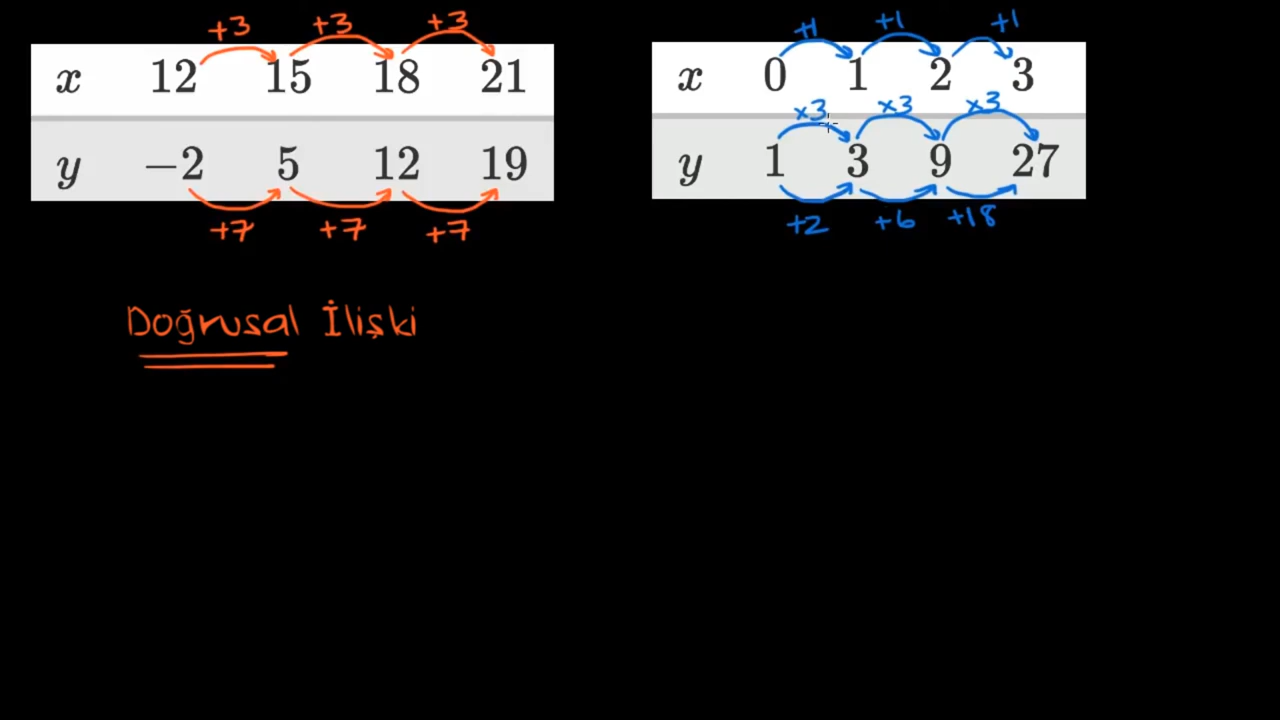 +3 +3 +3
x 12 15 18 21
y −2 5 12 19
+7 +7 +7
Doğrusal İlişki
+1 +1 +1
x 0 1 2 3
×3 ×3 ×3
y 1 3 9 27
+2 +6 +18